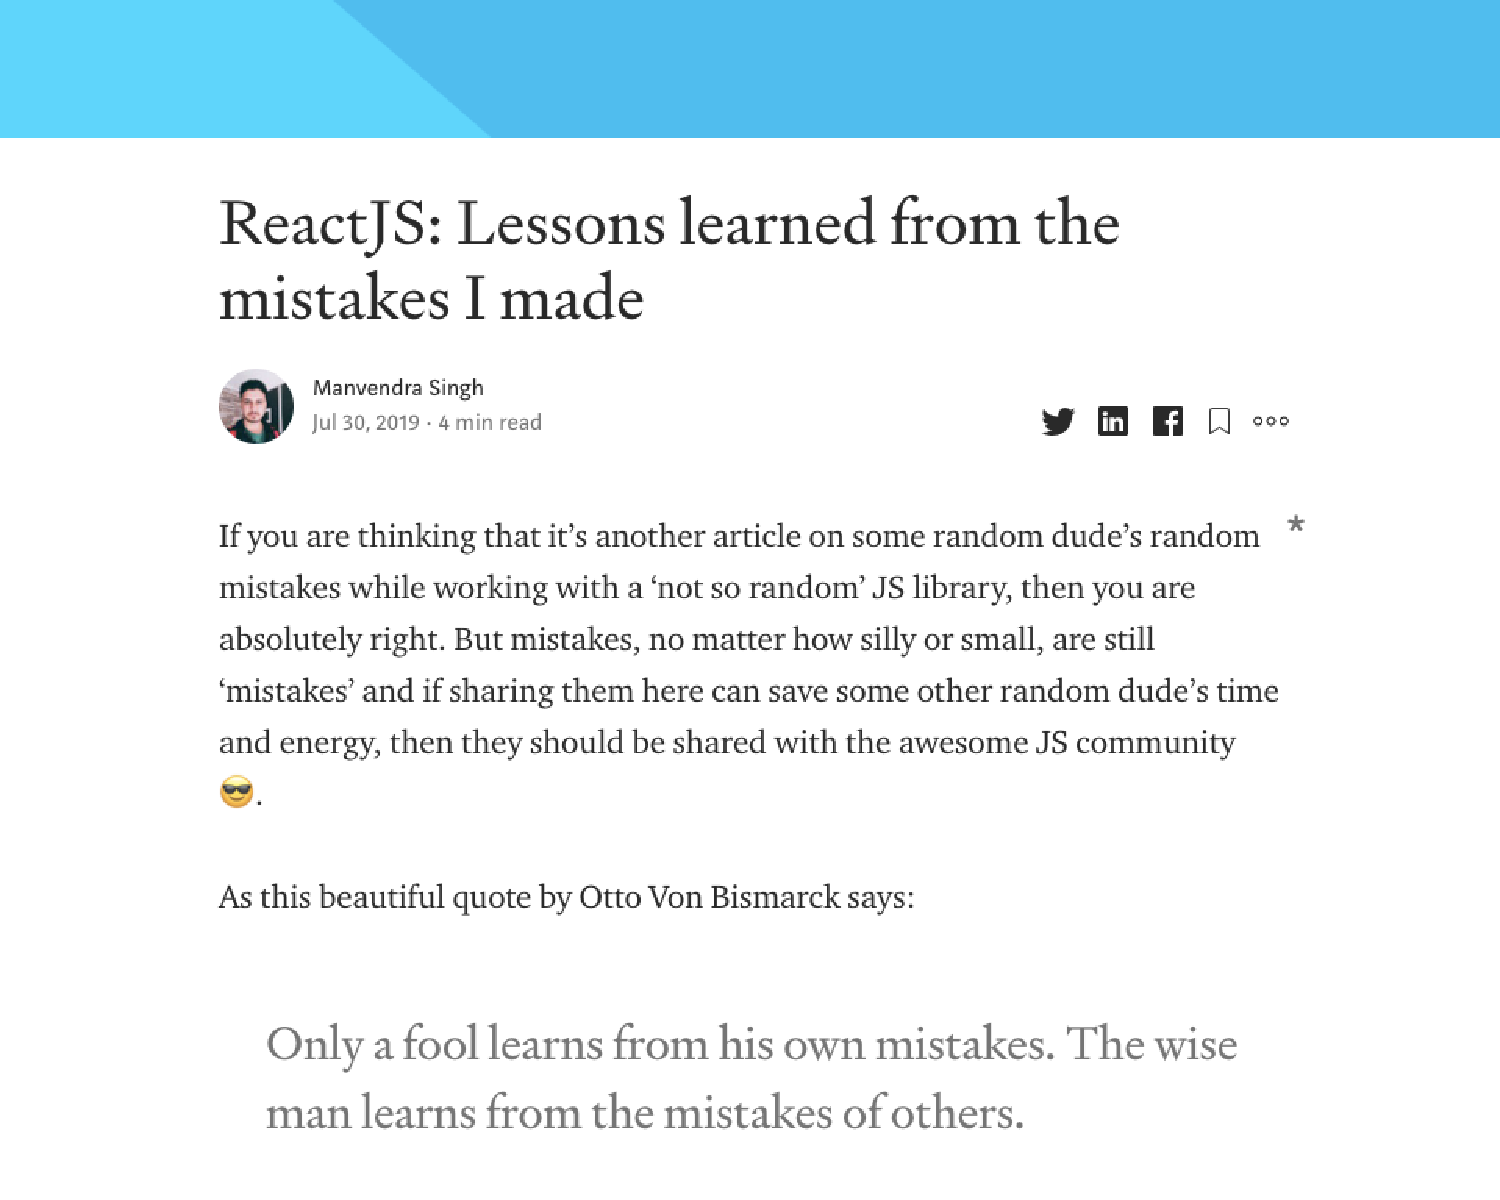 ReactJS: Lessons learned from the
mistakes I made
Manvendra Singh
Jul 30, 2019 · 4 min read
If you are thinking that it’s another article on some random dude’s random *
mistakes while working with a ‘not so random’ JS library, then you are
absolutely right. But mistakes, no matter how silly or small, are still
‘mistakes’ and if sharing them here can save some other random dude’s time
and energy, then they should be shared with the awesome JS community
😎.
As this beautiful quote by Otto Von Bismarck says:
Only a fool learns from his own mistakes. The wise
man learns from the mistakes of others.